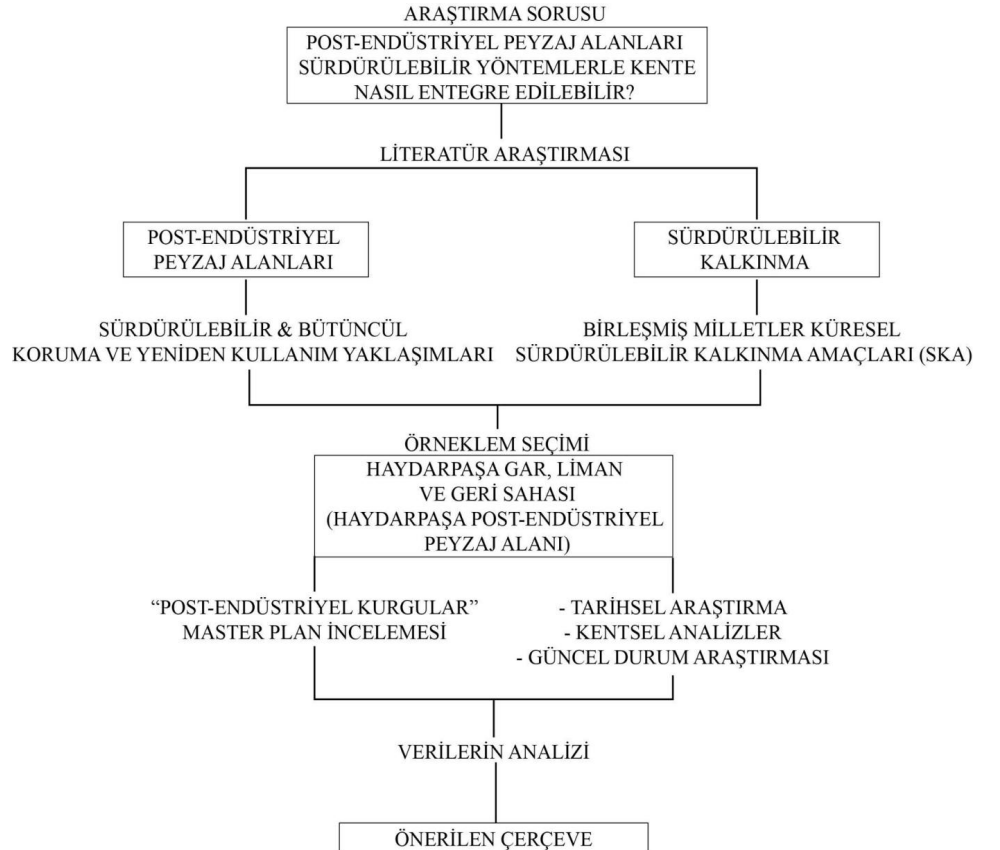 ARAŞTIRMA SORUSU
POST-ENDÜSTRİYEL PEYZAJ ALANLARI
SÜRDÜRÜLEBİLİR YÖNTEMLERLE KENTE
NASIL ENTEGRE EDİLEBİLİR?
LİTERATÜR ARAŞTIRMASI
POST-ENDÜSTRİYEL
PEYZAJ ALANLARI
SÜRDÜRÜLEBİLİR
KALKINMA
SÜRDÜRÜLEBİLİR & BÜTÜNCÜL
KORUMA VE YENİDEN KULLANIM YAKLAŞIMLARI
BİRLEŞMİŞ MİLLETLER KÜRESEL
SÜRDÜRÜLEBİLİR KALKINMA AMAÇLARI (SKA)
ÖRNEKLEM SEÇİMİ
HAYDARPAŞA GAR, LİMAN
VE GERİ SAHASI
(HAYDARPAŞA POST-ENDÜSTRİYEL
PEYZAJ ALANI)
“POST-ENDÜSTRİYEL KURGULAR”
MASTER PLAN İNCELEMESİ
- TARİHSEL ARAŞTIRMA
- KENTSEL ANALİZLER
- GÜNCEL DURUM ARAŞTIRMASI
VERİLERİN ANALİZİ
ÖNERİLEN ÇERÇEVE